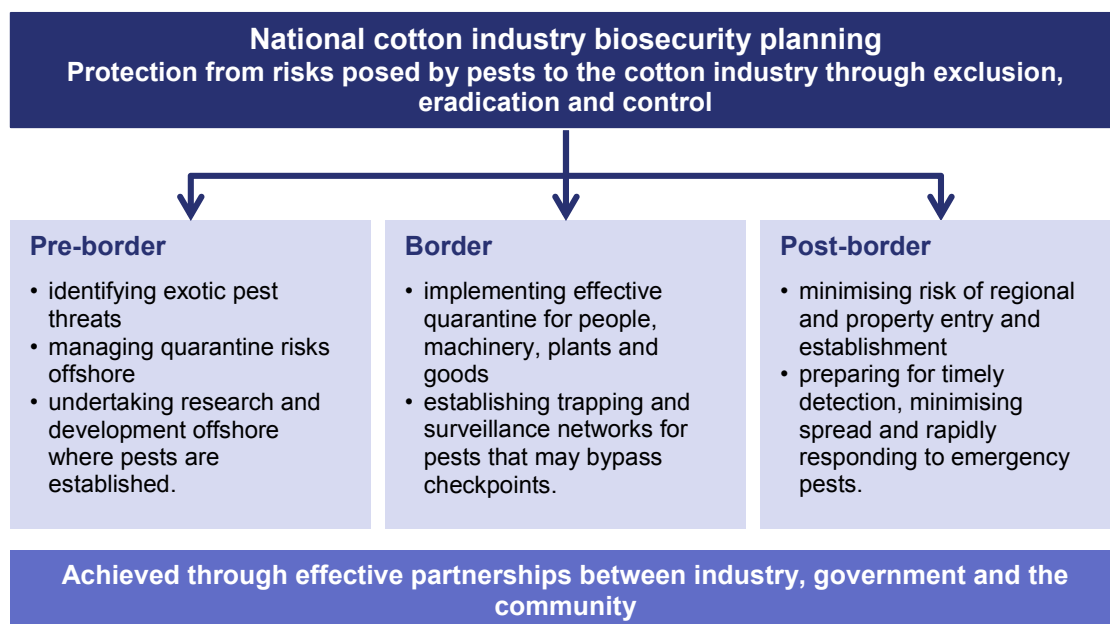 National cotton industry biosecurity planning
Protection from risks posed by pests to the cotton industry through exclusion,
eradication and control
Pre-border
• identifying exotic pest
threats
• managing quarantine risks
offshore
• undertaking research and
development offshore
where pests are
established.
Border
• implementing effective
quarantine for people,
machinery, plants and
goods
• establishing trapping and
surveillance networks for
pests that may bypass
checkpoints.
Post-border
• minimising risk of regional
and property entry and
establishment
• preparing for timely
detection, minimising
spread and rapidly
responding to emergency
pests.
Achieved through effective partnerships between industry, government and the
community